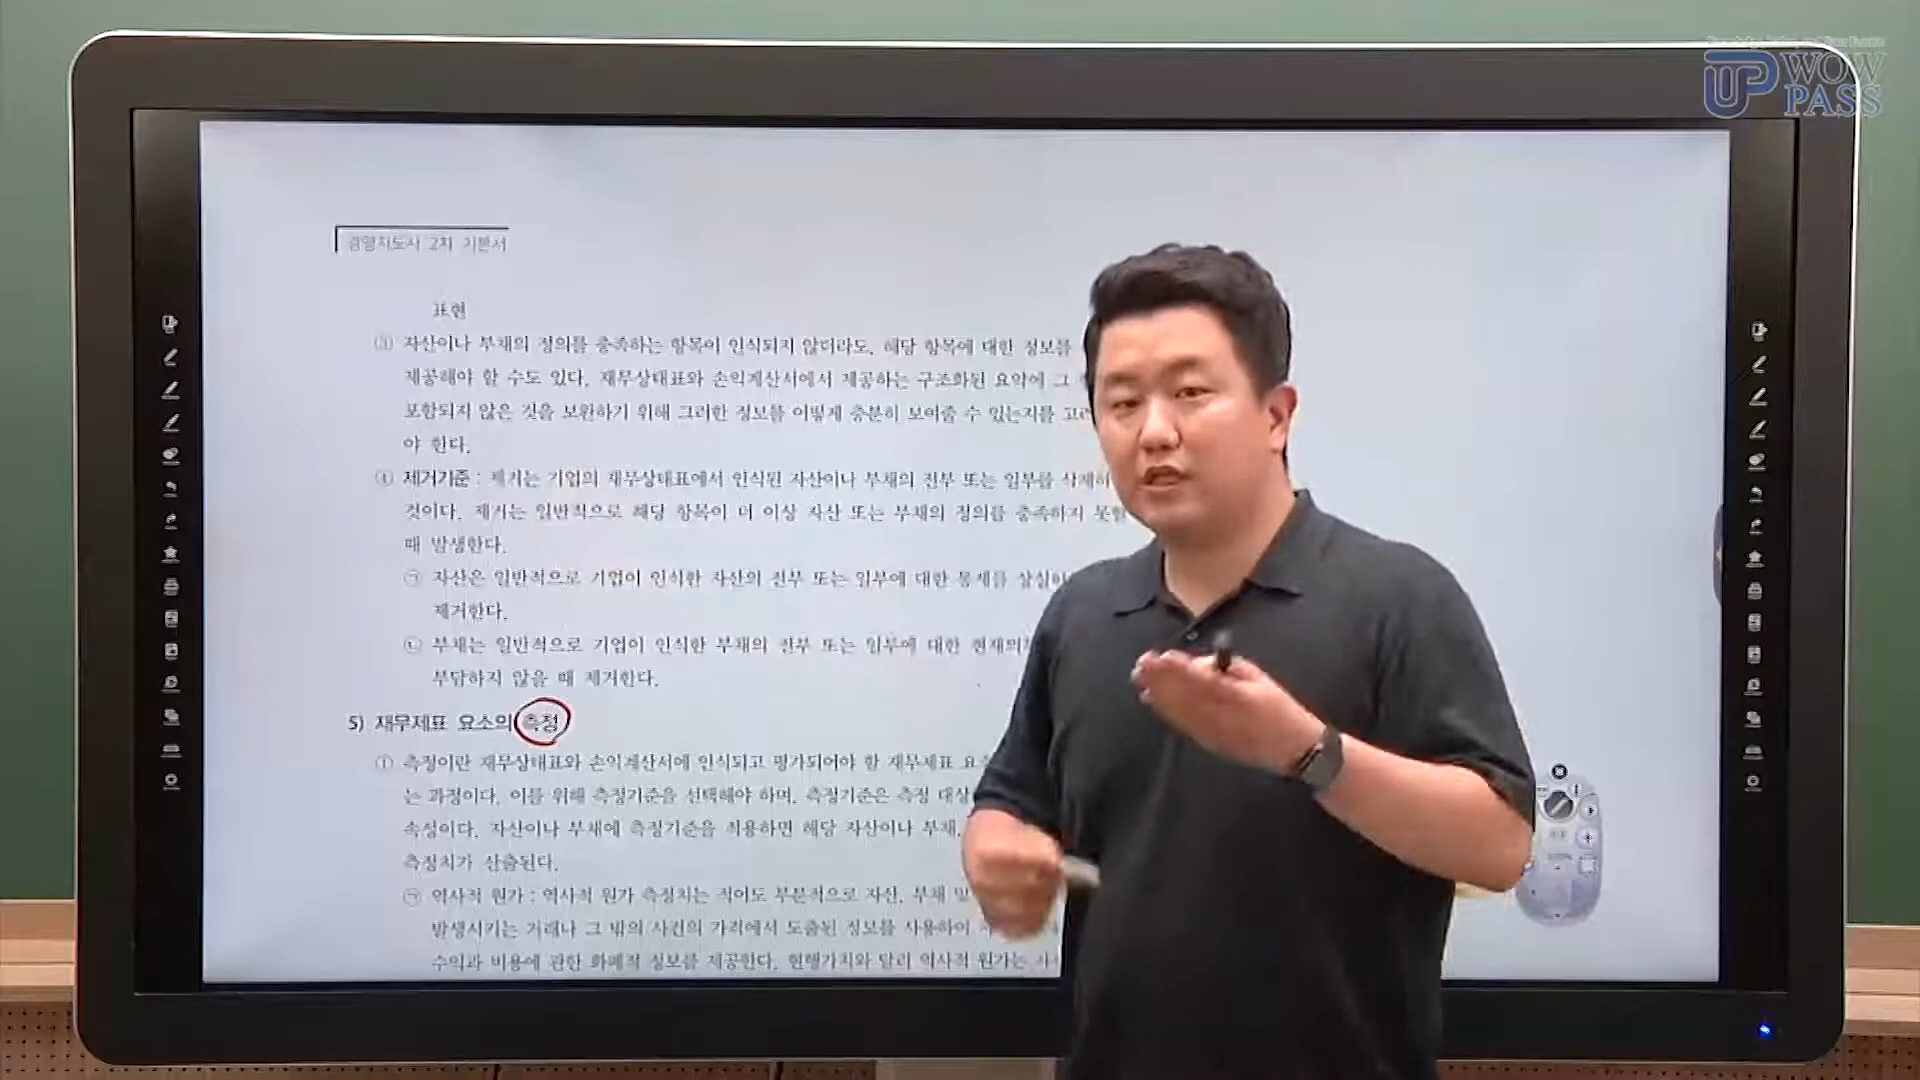 WOW
UP PASS
경영지도사 2차 기본서
표현
③ 자산이나 부채의 정의를 충족하는 항목이 인식되지 않더라도, 해당 항목에 대한 정보를
제공해야 할 수도 있다. 재무상태표와 손익계산서에서 제공하는 구조화된 요약에 그
포함되지 않은 것을 보완하기 위해 그러한 정보를 어떻게 충분히 보여줄 수 있는지를 고려
야 한다.
④ 제거기준 : 제거는 기업의 재무상태표에서 인식된 자산이나 부채의 전부 또는 일부를 삭제하
것이다. 제거는 일반적으로 해당 항목이 더 이상 자산 또는 부채의 정의를 충족하지 못할
때 발생한다.
㉠ 자산은 일반적으로 기업이 인식한 자산의 전부 또는 일부에 대한 통제를 상실하
제거한다.
㉡ 부채는 일반적으로 기업이 인식한 부채의 전부 또는 일부에 대한 현재의
부담하지 않을 때 제거한다.
5) 재무제표 요소의 측정
① 측정이란 재무상태표와 손익계산서에 인식되고 평가되어야 할 재무제표 요
는 과정이다. 이를 위해 측정기준을 선택해야 하며, 측정기준은 측정 대상
속성이다. 자산이나 부채에 측정기준을 적용하면 해당 자산이나 부채,
측정치가 산출된다.
㉠ 역사적 원가 : 역사적 원가 측정치는 적어도 부분적으로 자산, 부채 및
발생시키는 거래나 그 밖의 사건의 가격에서 도출된 정보를 사용하여
수익과 비용에 관한 화폐적 정보를 제공한다. 현행가치와 달리 역사적 원가는